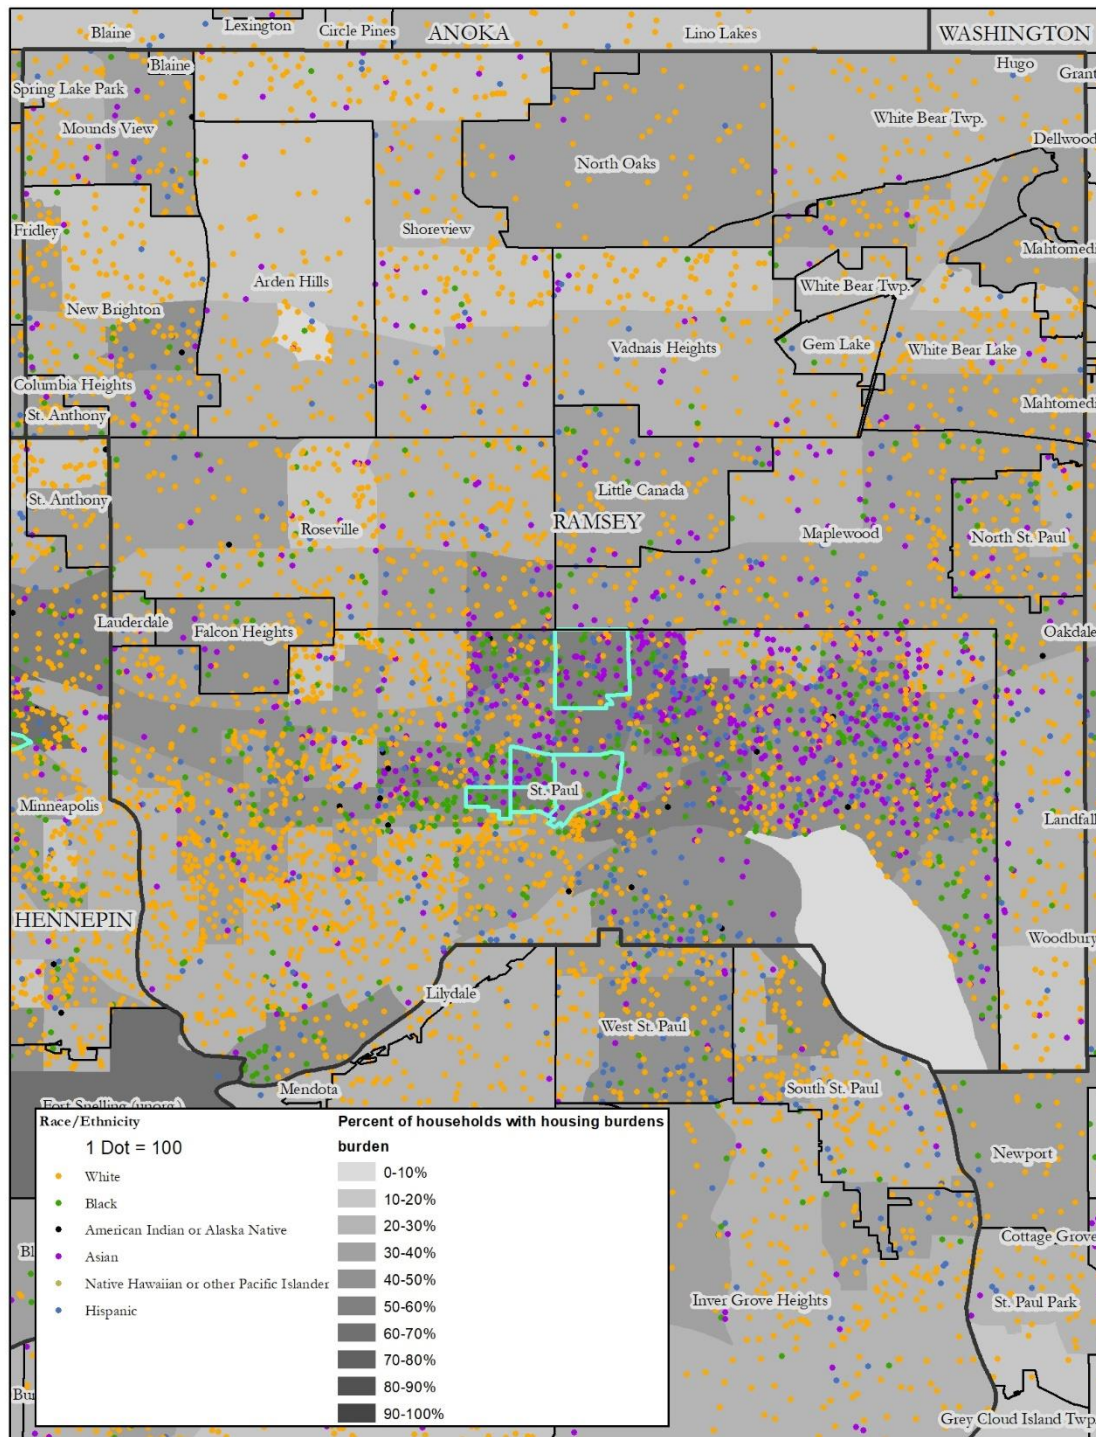 Blaine
Lexington
Circle Pines
ANOKA
Lino Lakes
WASHINGTON
Blaine
Hugo
Grant
Spring Lake Park
Mounds View
White Bear Twp.
Dellwood
North Oaks
Fridley
Shoreview
Mahtomedi
Arden Hills
White Bear Twp.
New Brighton
Vadnais Heights
Gem Lake
White Bear Lake
Columbia Heights
Mahtomedi
St. Anthony
St. Anthony
Little Canada
Roseville
RAMSEY
Maplewood
North St. Paul
Lauderdale
Falcon Heights
Oakdale
St. Paul
Minneapolis
Landfall
HENNEPIN
Woodbury
Lilydale
West St. Paul
Mendota
South St. Paul
Fort Snelling (unorg.)
Newport
Cottage Grove
Inver Grove Heights
St. Paul Park
Grey Cloud Island Twp.
Bl
Bu
Race/Ethnicity
1 Dot = 100
White
Black
American Indian or Alaska Native
Asian
Native Hawaiian or other Pacific Islander
Hispanic
Percent of households with housing burdens
burden
0-10%
10-20%
20-30%
30-40%
40-50%
50-60%
60-70%
70-80%
80-90%
90-100%